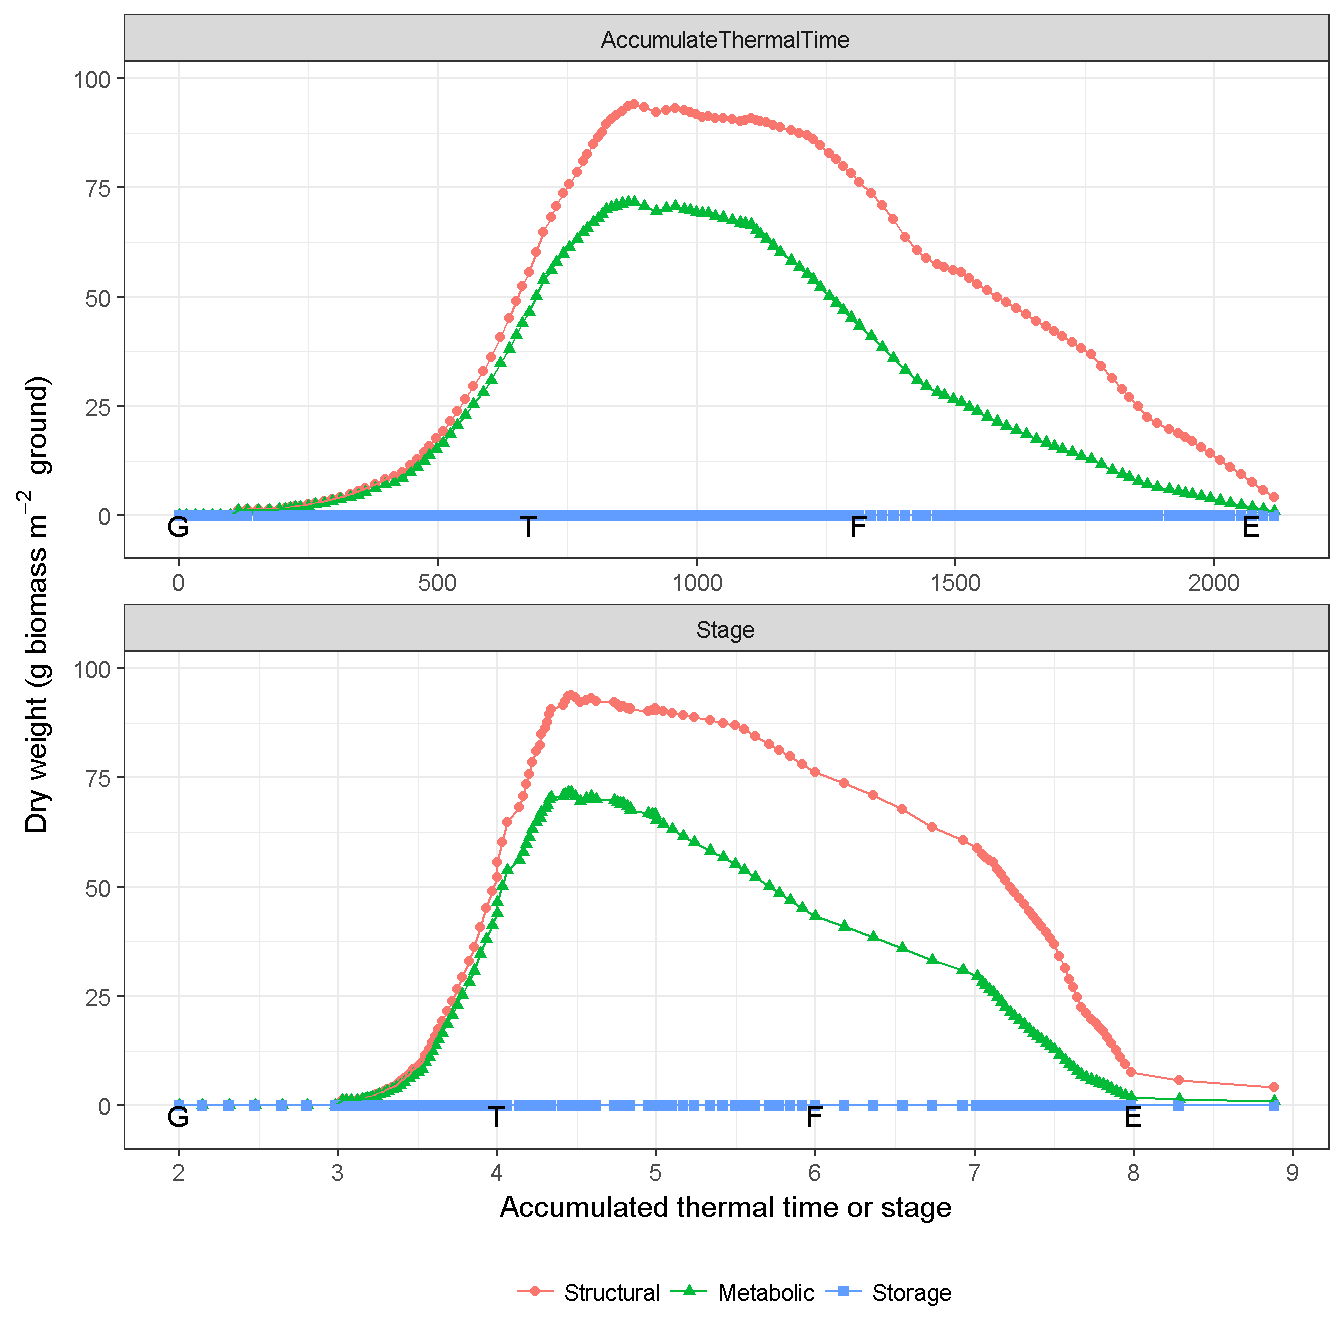 AccumulateThermalTime
100
75
50
25
0
G T F E
0 500 1000 1500 2000
Stage
100
75
50
25
0
G T F E
2 3 4 5 6 7 8 9
Dry weight (g biomass m⁻² ground)
Accumulated thermal time or stage
Structural Metabolic Storage